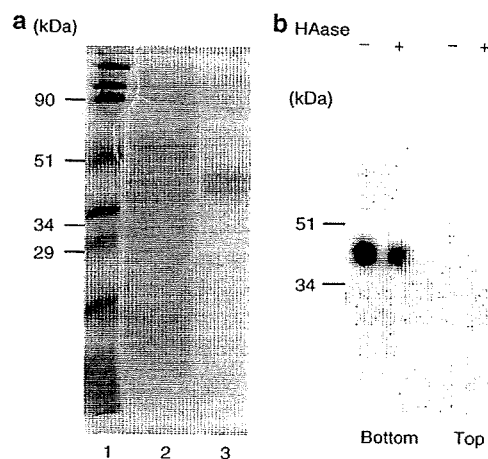 a (kDa)
90
51
34
29
1 2 3
b HAase
− + − +
(kDa)
51
34
Bottom Top